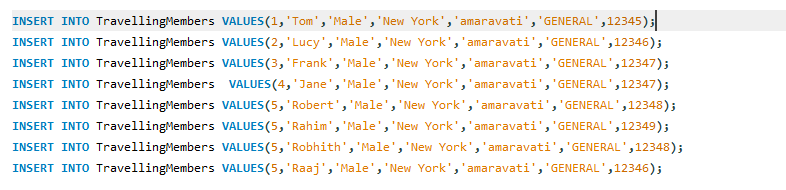 INSERT INTO TravellingMembers VALUES(1,'Tom','Male','New York','amaravati','GENERAL',12345);
INSERT INTO TravellingMembers VALUES(2,'Lucy','Male','New York','amaravati','GENERAL',12346);
INSERT INTO TravellingMembers VALUES(3,'Frank','Male','New York','amaravati','GENERAL',12347);
INSERT INTO TravellingMembers  VALUES(4,'Jane','Male','New York','amaravati','GENERAL',12347);
INSERT INTO TravellingMembers VALUES(5,'Robert','Male','New York','amaravati','GENERAL',12348);
INSERT INTO TravellingMembers VALUES(5,'Rahim','Male','New York','amaravati','GENERAL',12349);
INSERT INTO TravellingMembers VALUES(5,'Robhith','Male','New York','amaravati','GENERAL',12348);
INSERT INTO TravellingMembers VALUES(5,'Raaj','Male','New York','amaravati','GENERAL',12346);